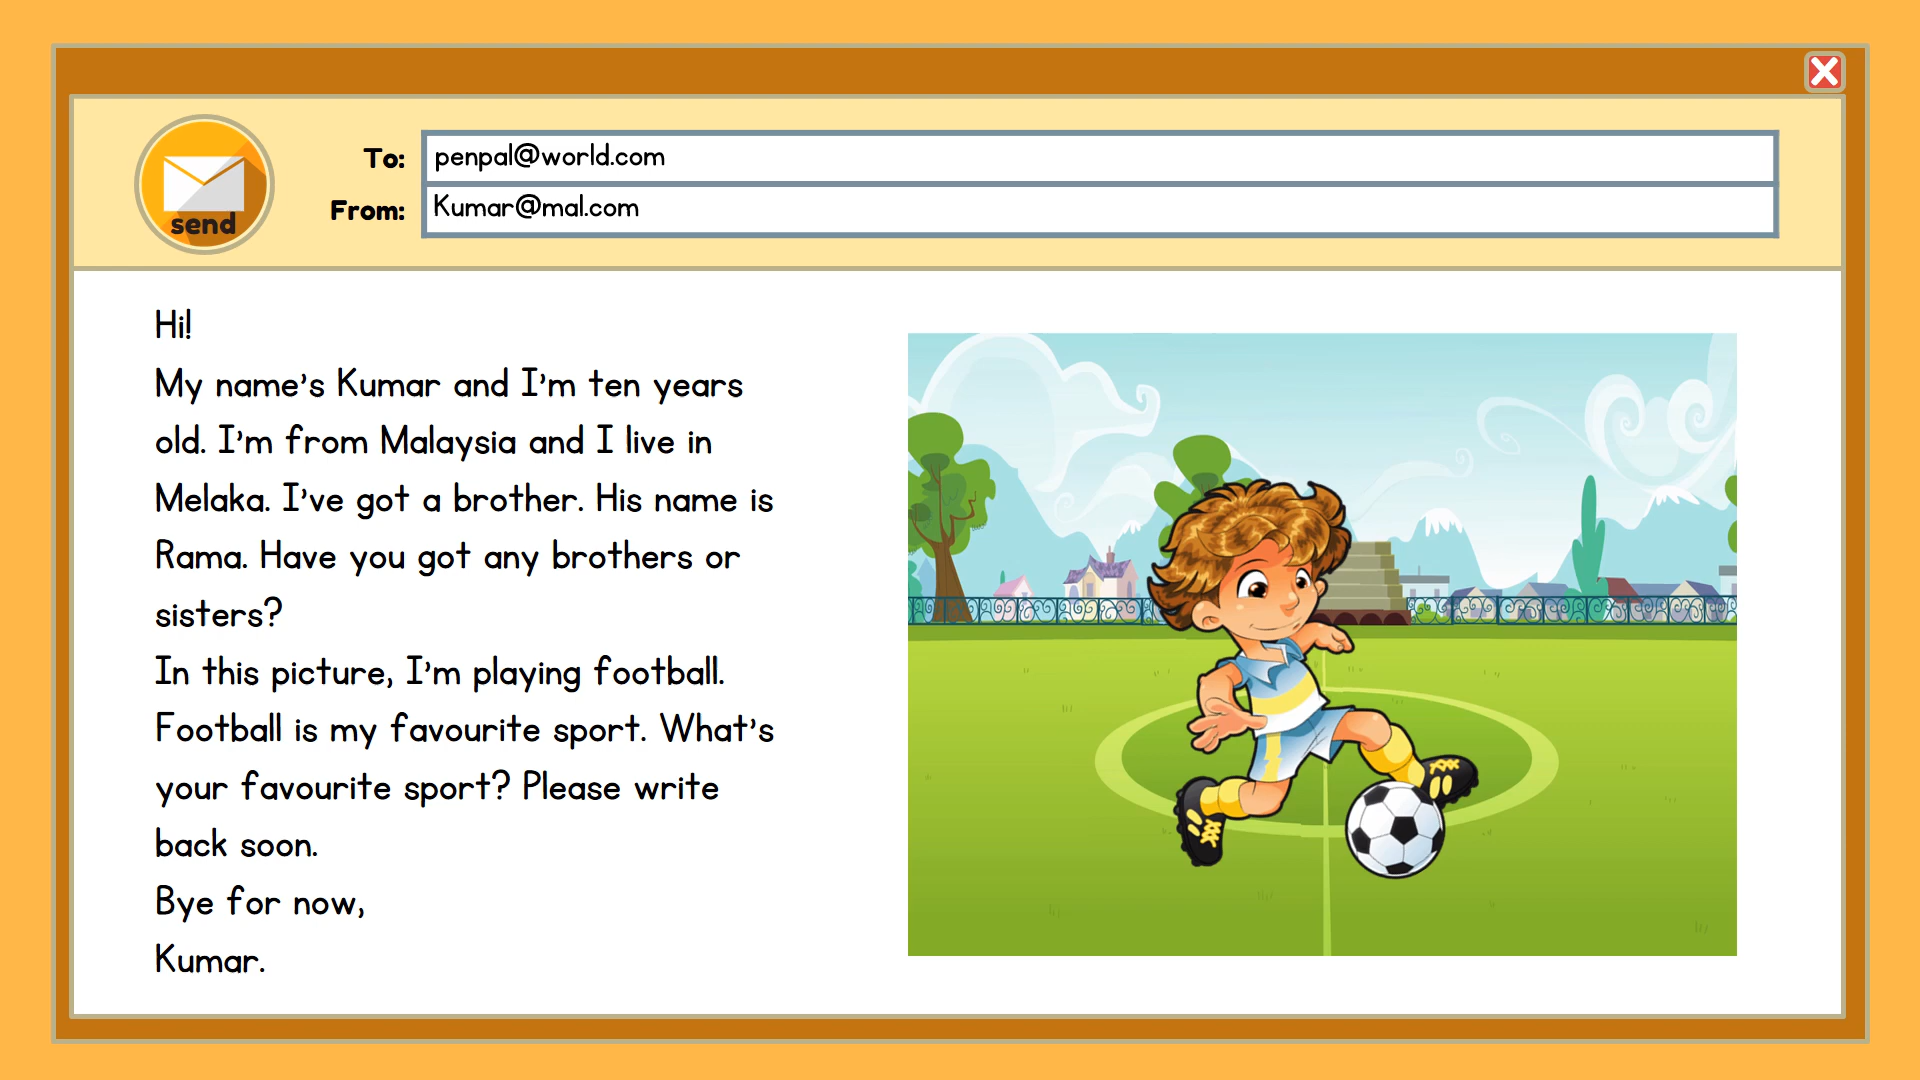 To: penpal@world.com
send
From: Kumar@mal.com
Hi!
My name's Kumar and I'm ten years
old. I'm from Malaysia and I live in
Melaka. I've got a brother. His name is
Rama. Have you got any brothers or
sisters?
In this picture, I'm playing football.
Football is my favourite sport. What's
your favourite sport? Please write
back soon.
Bye for now,
Kumar.